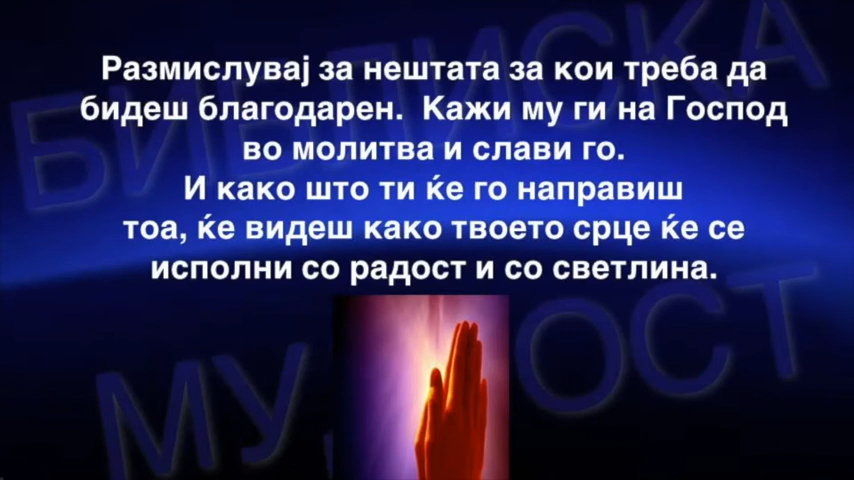 Размислувај за нештата за кои треба да
бидеш благодарен.  Кажи му ги на Господ
во молитва и слави го.
И како што ти ќе го направиш
тоа, ќе видеш како твоето срце ќе се
исполни со радост и со светлина.
БИБЛИСКА